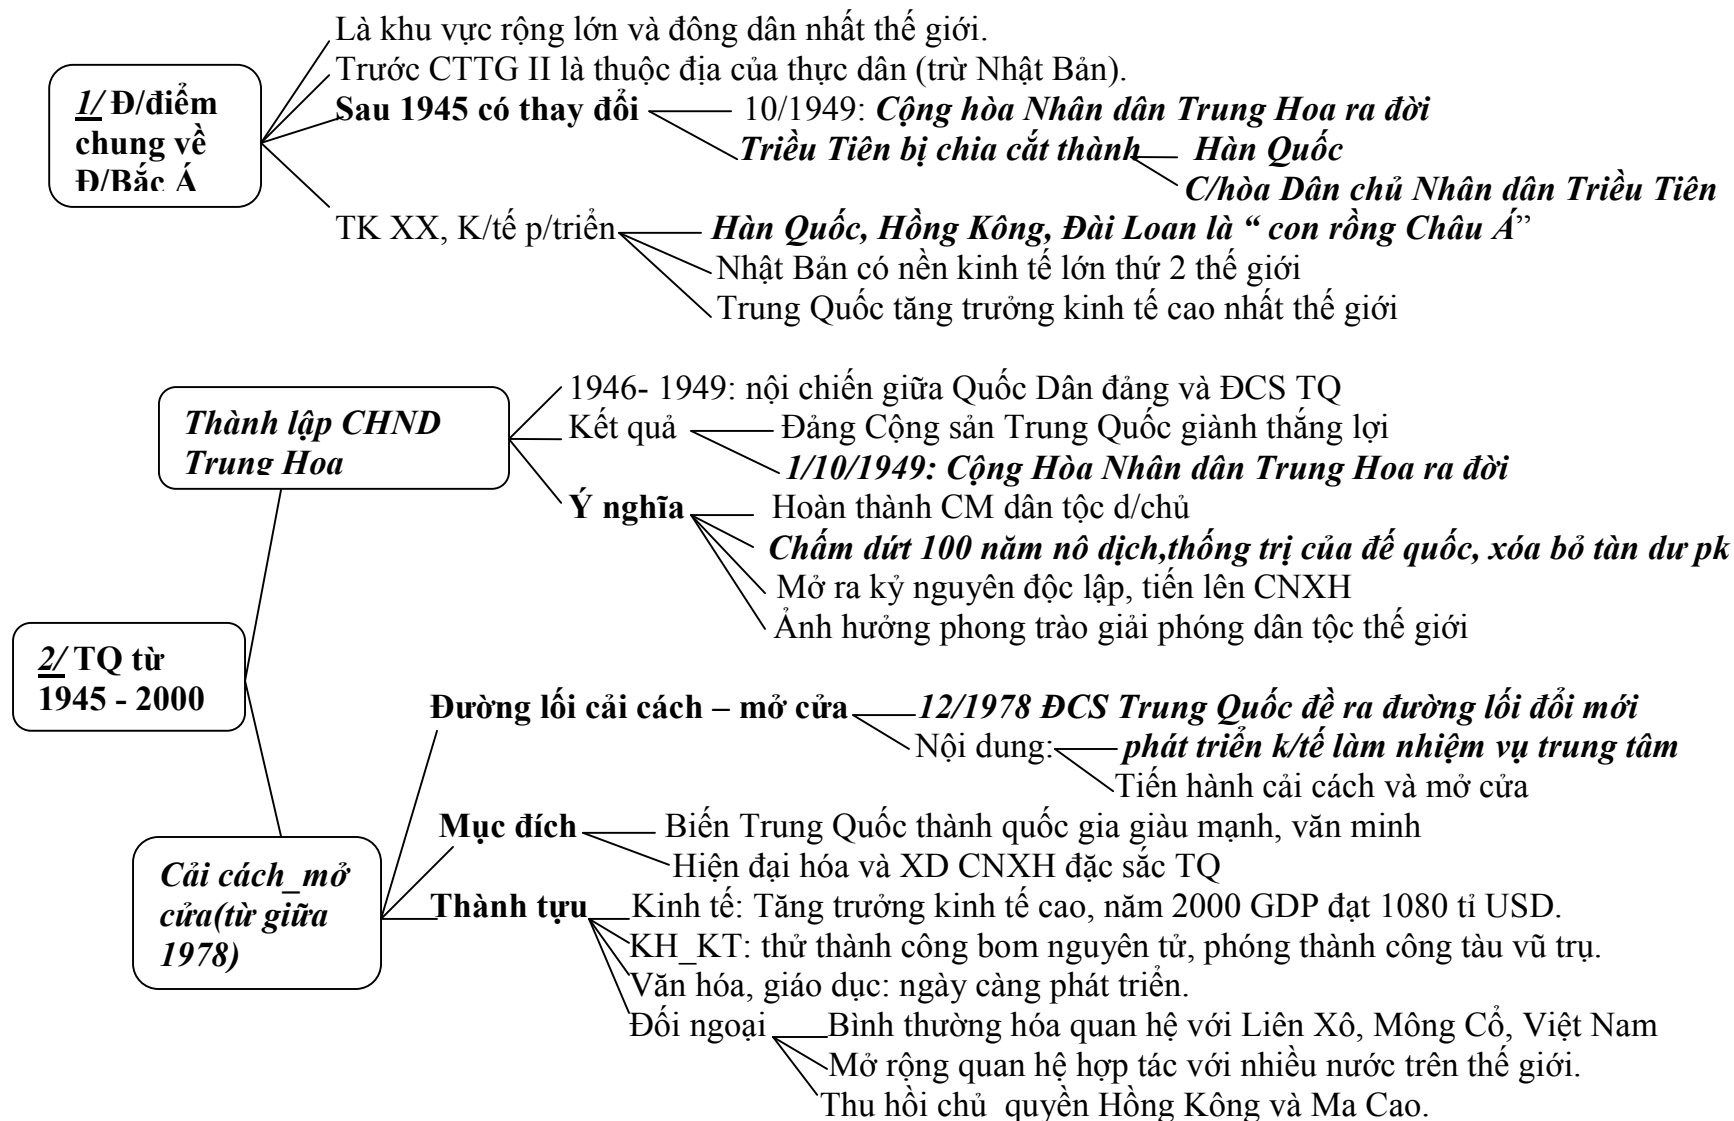 1/ Đ/điểm
chung về
Đ/Bắc Á
Là khu vực rộng lớn và đông dân nhất thế giới.
Trước CTTG II là thuộc địa của thực dân (trừ Nhật Bản).
Sau 1945 có thay đổi
10/1949: Cộng hòa Nhân dân Trung Hoa ra đời
Triều Tiên bị chia cắt thành
Hàn Quốc
C/hòa Dân chủ Nhân dân Triều Tiên
TK XX, K/tế p/triển
Hàn Quốc, Hồng Kông, Đài Loan là “ con rồng Châu Á”
Nhật Bản có nền kinh tế lớn thứ 2 thế giới
Trung Quốc tăng trưởng kinh tế cao nhất thế giới
2/ TQ từ
1945 - 2000
Thành lập CHND
Trung Hoa
1946- 1949: nội chiến giữa Quốc Dân đảng và ĐCS TQ
Kết quả
Đảng Cộng sản Trung Quốc giành thắng lợi
1/10/1949: Cộng Hòa Nhân dân Trung Hoa ra đời
Ý nghĩa
Hoàn thành CM dân tộc d/chủ
Chấm dứt 100 năm nô dịch,thống trị của đế quốc, xóa bỏ tàn dư pk
Mở ra kỷ nguyên độc lập, tiến lên CNXH
Ảnh hưởng phong trào giải phóng dân tộc thế giới
Cải cách_mở
cửa(từ giữa
1978)
Đường lối cải cách – mở cửa
12/1978 ĐCS Trung Quốc đề ra đường lối đổi mới
Nội dung:
phát triển k/tế làm nhiệm vụ trung tâm
Tiến hành cải cách và mở cửa
Mục đích
Biến Trung Quốc thành quốc gia giàu mạnh, văn minh
Hiện đại hóa và XD CNXH đặc sắc TQ
Thành tựu
Kinh tế: Tăng trưởng kinh tế cao, năm 2000 GDP đạt 1080 tỉ USD.
KH_KT: thử thành công bom nguyên tử, phóng thành công tàu vũ trụ.
Văn hóa, giáo dục: ngày càng phát triển.
Đối ngoại
Bình thường hóa quan hệ với Liên Xô, Mông Cổ, Việt Nam
Mở rộng quan hệ hợp tác với nhiều nước trên thế giới.
Thu hồi chủ quyền Hồng Kông và Ma Cao.